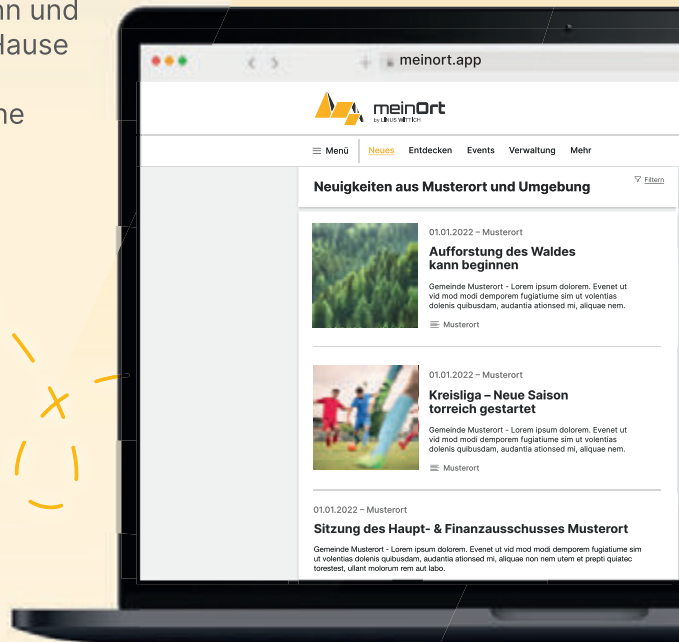 nn und
Hause
ne
meinort.app
meinOrt
by LINUS WITTICH
Menü
Neues
Entdecken
Events
Verwaltung
Mehr
Neuigkeiten aus Musterort und Umgebung
Filtern
01.01.2022 – Musterort
Aufforstung des Waldes
kann beginnen
Gemeinde Musterort - Lorem ipsum dolorem. Evenet ut
vid mod modi demporem fugiatiume sim ut volentias
dolenis quibusdam, audantia ationsed mi, aliquae nem.
Musterort
01.01.2022 – Musterort
Kreisliga – Neue Saison
torreich gestartet
Gemeinde Musterort - Lorem ipsum dolorem. Evenet ut
vid mod modi demporem fugiatiume sim ut volentias
dolenis quibusdam, audantia ationsed mi, aliquae nem.
Musterort
01.01.2022 – Musterort
Sitzung des Haupt- & Finanzausschusses Musterort
Gemeinde Musterort - Lorem ipsum dolorem. Evenet ut vid mod modi demporem fugiatiume sim
ut volentias dolenis quibusdam, audantia ationsed mi, aliquae non nem utem et prepti quiatec
torestest, ullant molorum rem aut labo.